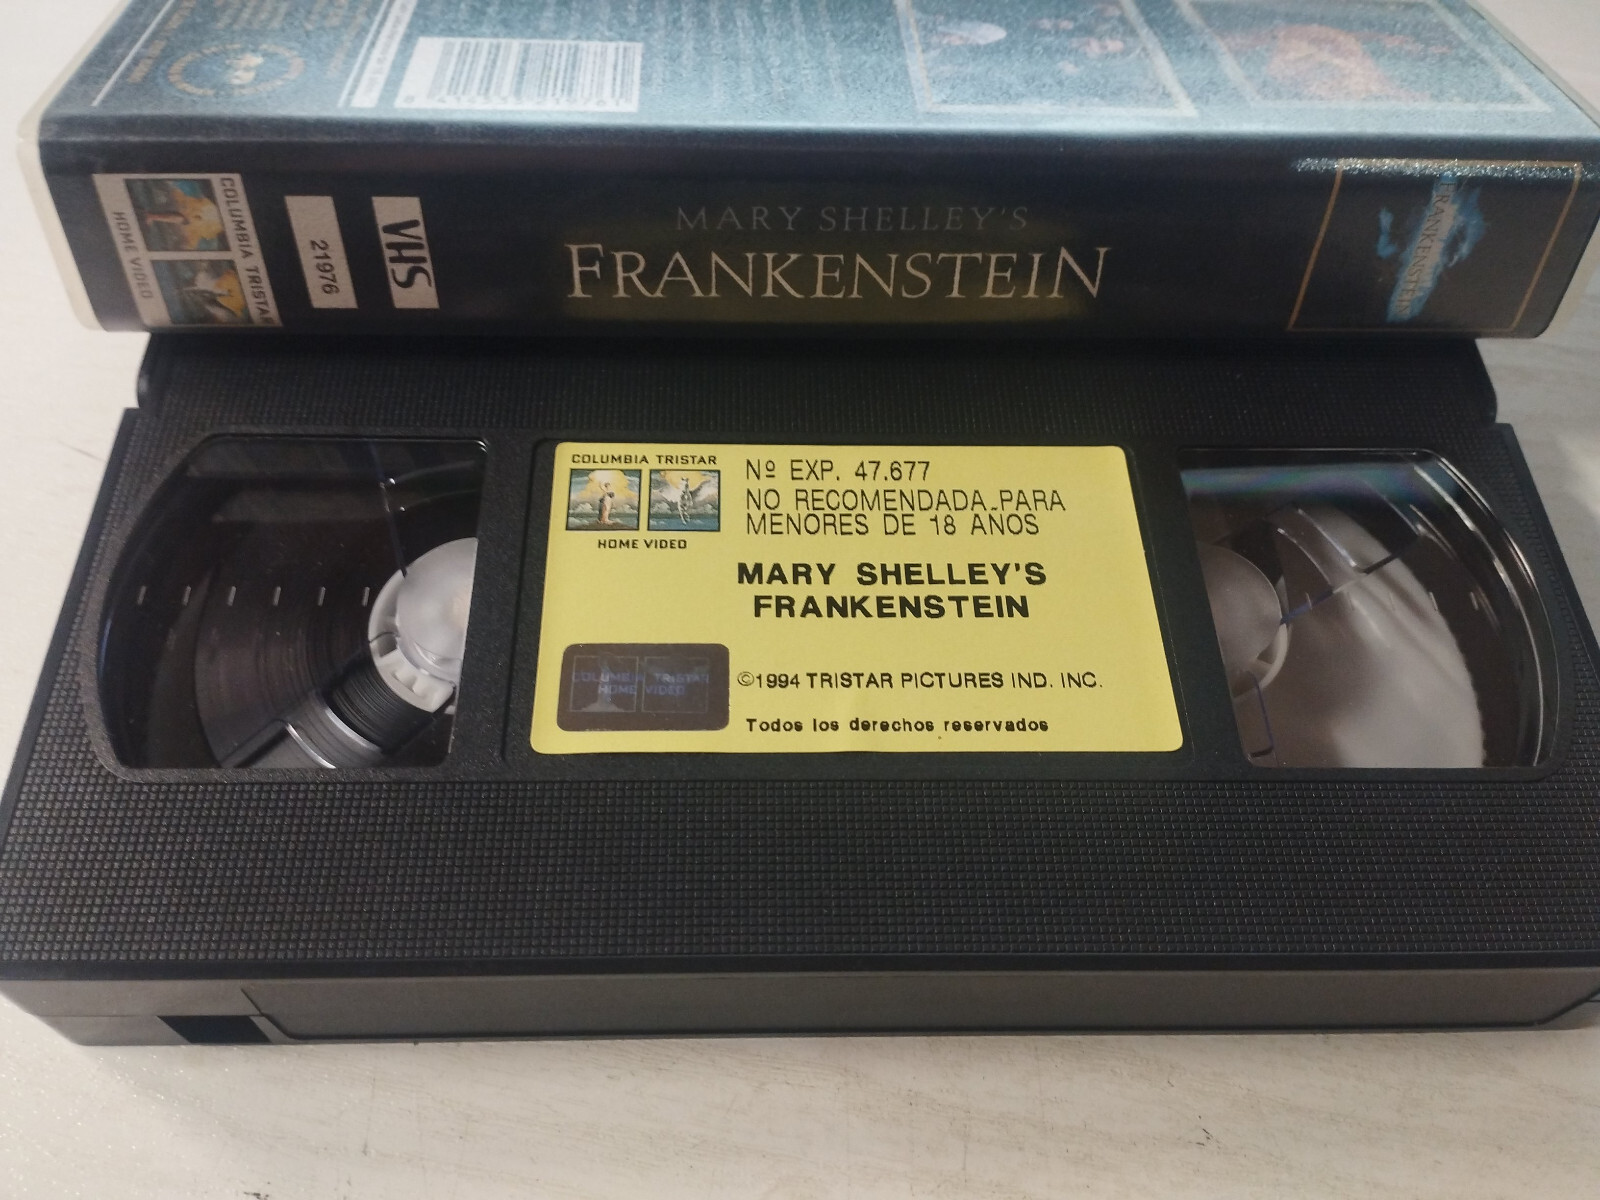 COLUMBIA TRISTAR
HOME VIDEO
21976
VHS
MARY SHELLEY'S
FRANKENSTEIN
FRANKENSTEIN
COLUMBIA TRISTAR
HOME VIDEO
Nº EXP. 47.677
NO RECOMENDADA PARA
MENORES DE 18 AÑOS
MARY SHELLEY'S
FRANKENSTEIN
COLUMBIA TRISTAR
HOME VIDEO
©1994 TRISTAR PICTURES IND. INC.
Todos los derechos reservados